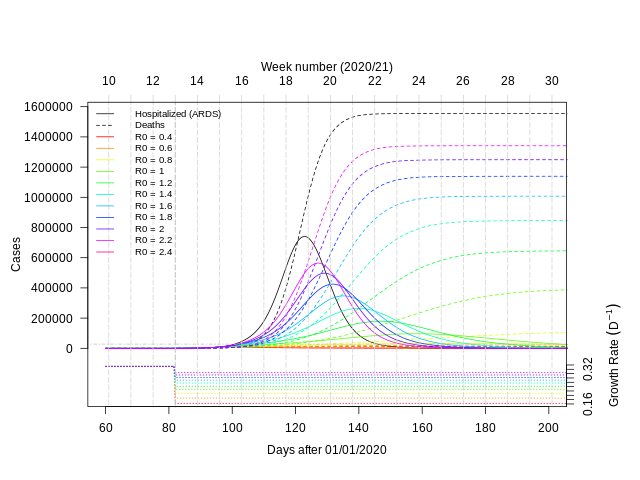 Week number (2020/21)
10 12 14 16 18 20 22 24 26 28 30
1600000
1400000
1200000
1000000
800000
600000
400000
200000
0
Cases
Hospitalized (ARDS)
Deaths
R0 = 0.4
R0 = 0.6
R0 = 0.8
R0 = 1
R0 = 1.2
R0 = 1.4
R0 = 1.6
R0 = 1.8
R0 = 2
R0 = 2.2
R0 = 2.4
0.32
0.16
Growth Rate (D⁻¹)
60 80 100 120 140 160 180 200
Days after 01/01/2020